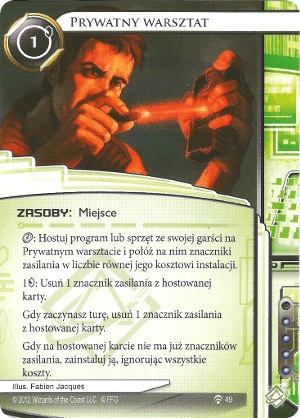 Prywatny warsztat
1
ZASOBY: Miejsce
: Hostuj program lub sprzęt ze swojej garści na
Prywatnym warsztacie i połóż na nim znaczniki
zasilania w liczbie równej jego kosztowi instalacji.
1: Usuń 1 znacznik zasilania z hostowanej
karty.
Gdy zaczynasz turę, usuń 1 znacznik zasilania
z hostowanej karty.
Gdy na hostowanej karcie nie ma już znaczników
zasilania, zainstaluj ją, ignorując wszystkie
koszty.
Illus. Fabien Jacques
© 2012 Wizards of the Coast LLC. © FFG 49